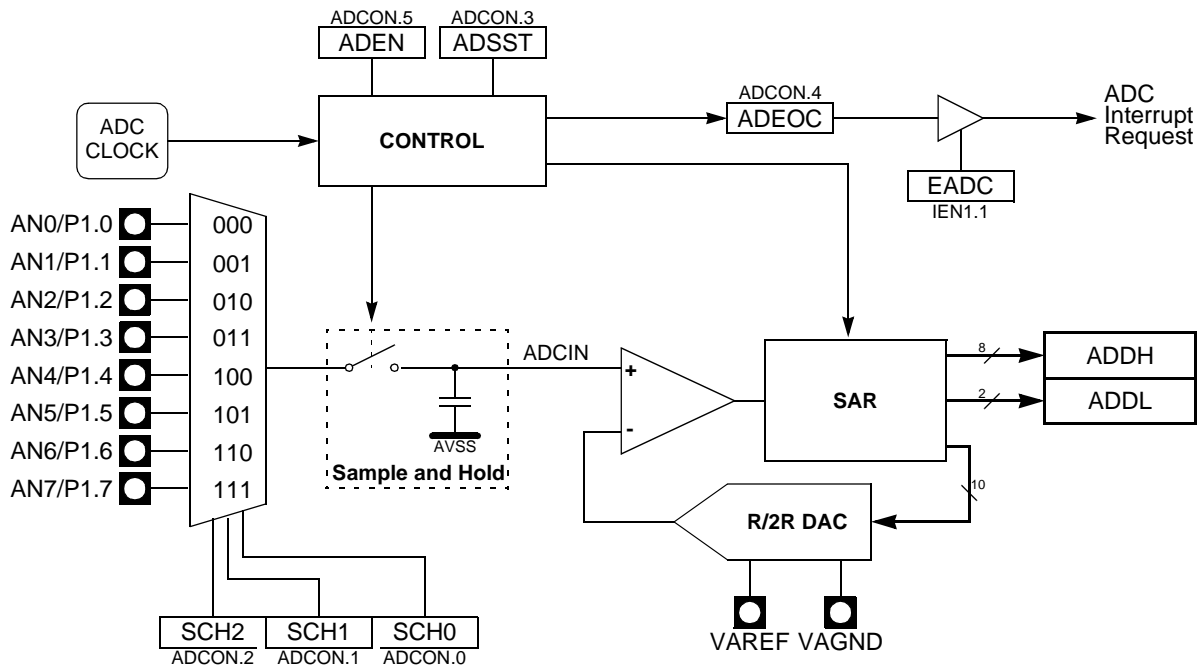 ADCON.5
ADEN
ADCON.3
ADSST
ADC
CLOCK
CONTROL
ADCON.4
ADEOC
ADC
Interrupt
Request
EADC
IEN1.1
AN0/P1.0
000
AN1/P1.1
001
AN2/P1.2
010
AN3/P1.3
011
AN4/P1.4
100
AN5/P1.5
101
AN6/P1.6
110
AN7/P1.7
111
ADCIN
AVSS
Sample and Hold
+
-
SAR
8
ADDH
2
ADDL
10
R/2R DAC
VAREF
VAGND
SCH2
SCH1
SCH0
ADCON.2
ADCON.1
ADCON.0